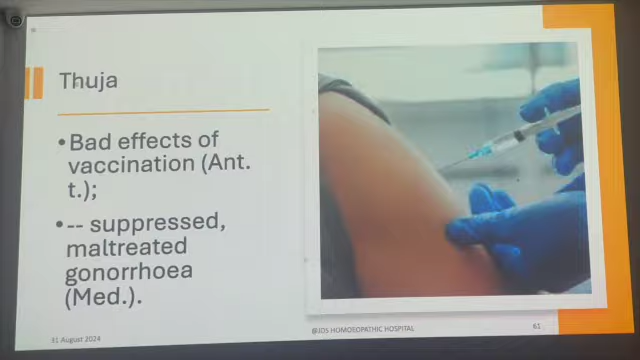 Thuja
•Bad effects of
vaccination (Ant.
t.);
•-- suppressed,
maltreated
gonorrhoea
(Med.).
31 August 2024
@JDS HOMOEOPATHIC HOSPITAL
61